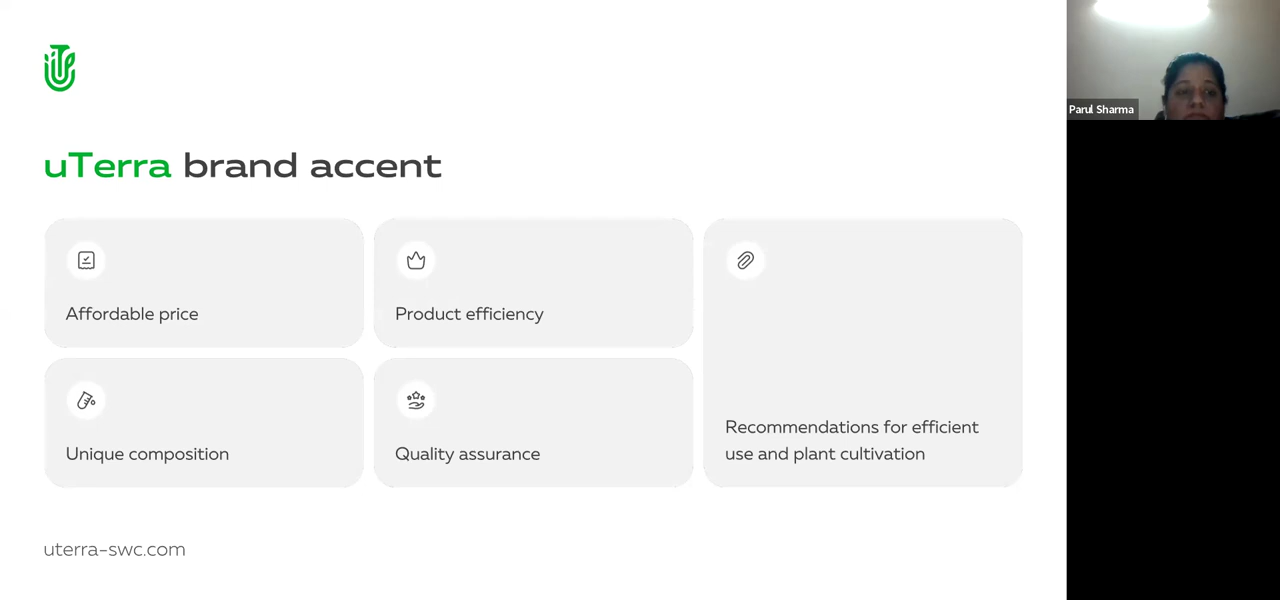 uTerra brand accent
Affordable price
Product efficiency
Unique composition
Quality assurance
Recommendations for efficient
use and plant cultivation
uterra-swc.com
Parul Sharma